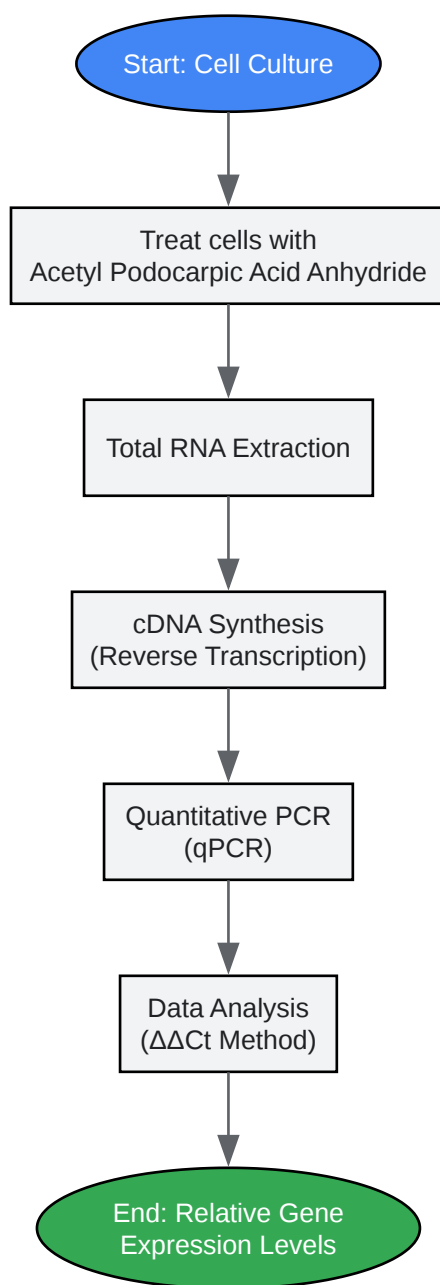 Start: Cell Culture
Treat cells with
Acetyl Podocarpic Acid Anhydride
Total RNA Extraction
cDNA Synthesis
(Reverse Transcription)
Quantitative PCR
(qPCR)
Data Analysis
(ΔΔCt Method)
End: Relative Gene
Expression Levels